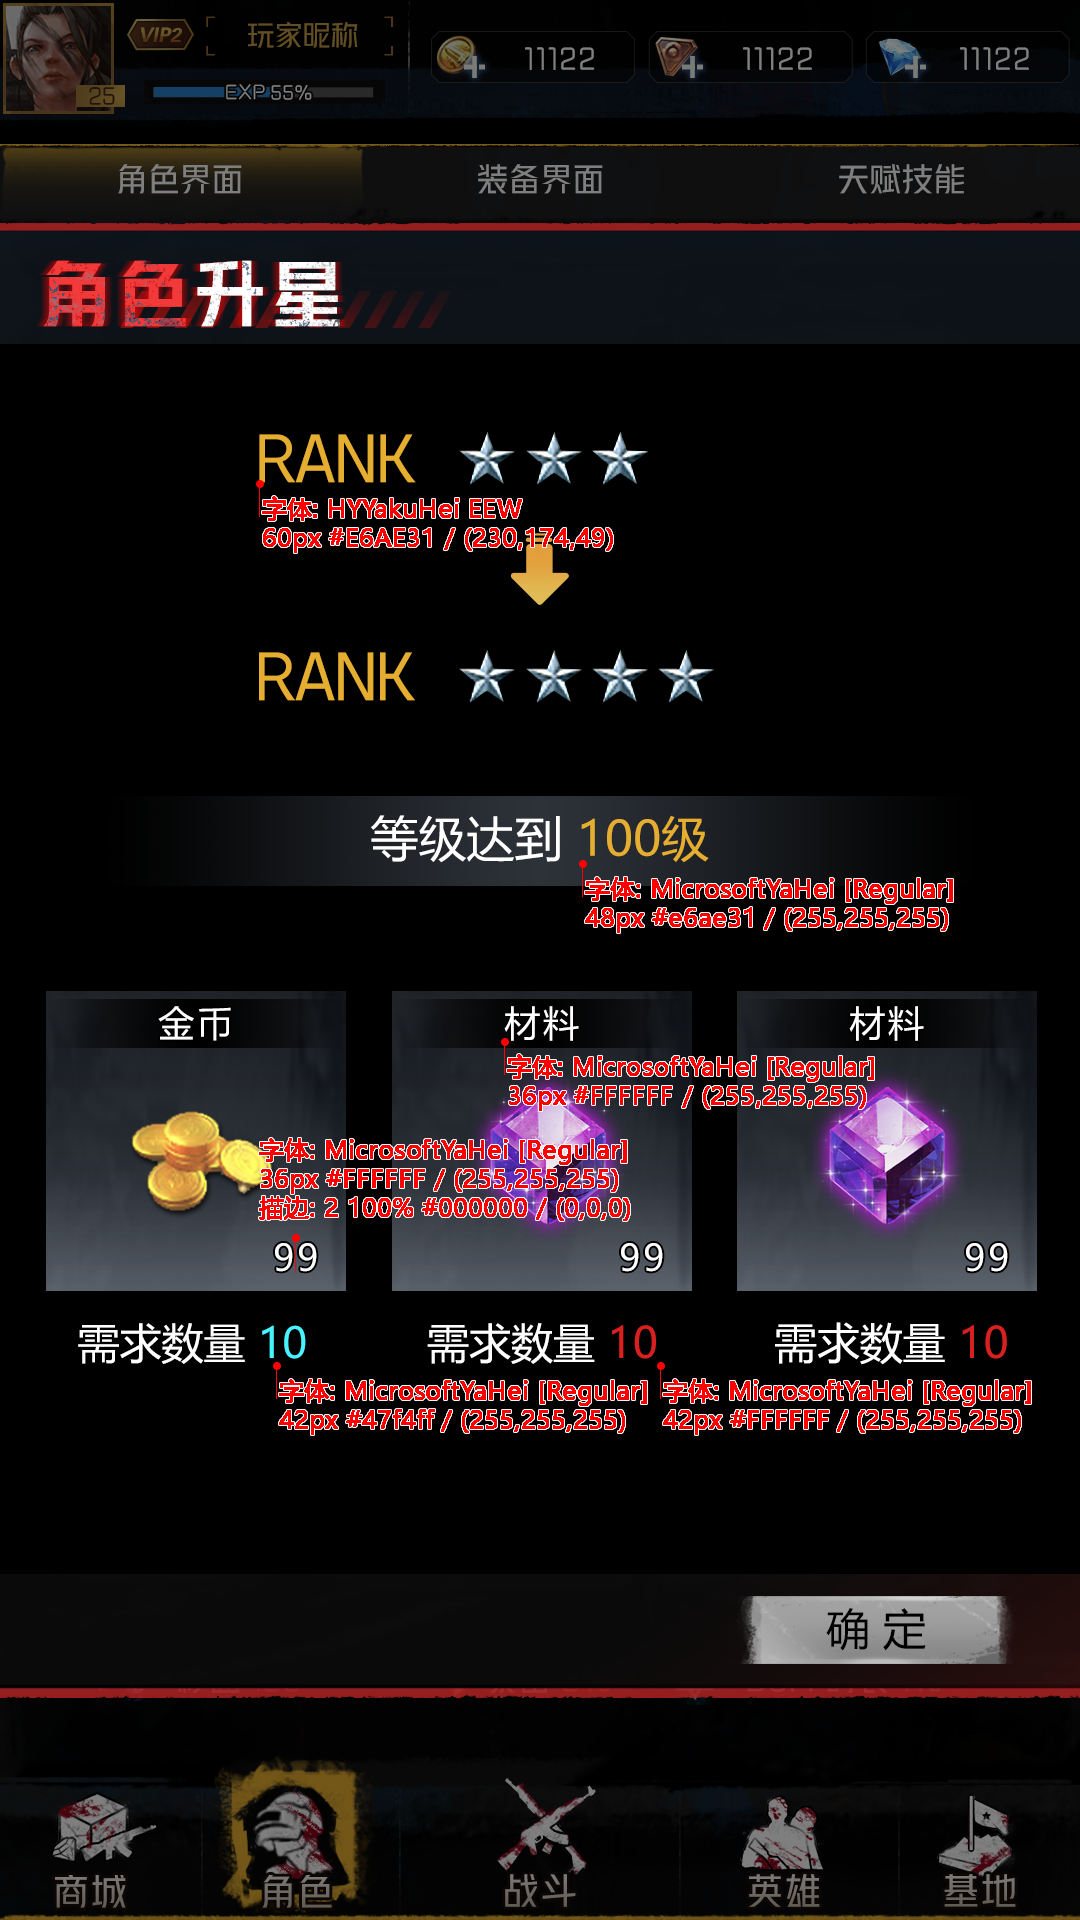 VIP2
玩家昵称
25
EXP 55%
11122
11122
11122
角色界面
装备界面
天赋技能
角色升星
RANK
字体: HYYakuHei EEW
60px #E6AE31 / (230,174,49)
RANK
等级达到 100级
字体: MicrosoftYaHei [Regular]
48px #e6ae31 / (255,255,255)
金币
材料
材料
字体: MicrosoftYaHei [Regular]
36px #FFFFFF / (255,255,255)
字体: MicrosoftYaHei [Regular]
36px #FFFFFF / (255,255,255)
描边: 2 100% #000000 / (0,0,0)
99
99
99
需求数量 10
需求数量 10
需求数量 10
字体: MicrosoftYaHei [Regular]
42px #47f4ff / (255,255,255)
字体: MicrosoftYaHei [Regular]
42px #FFFFFF / (255,255,255)
确 定
商城
角色
战斗
英雄
基地